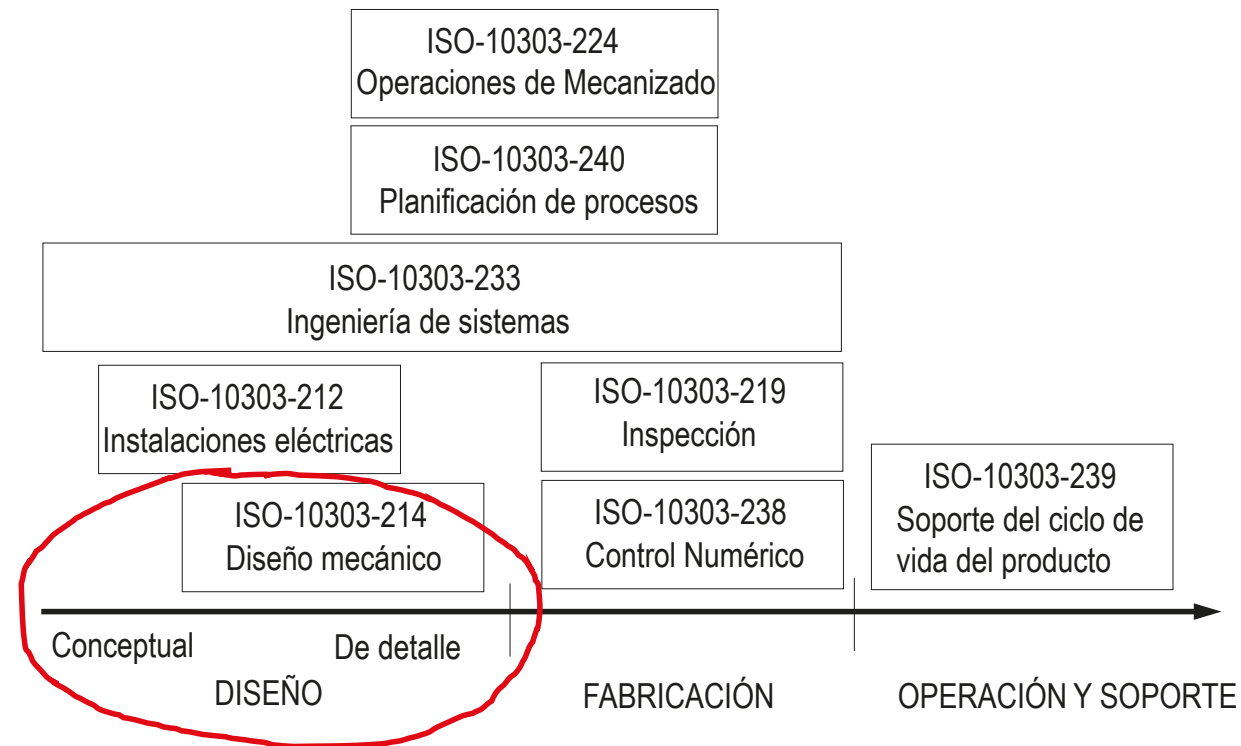 ISO-10303-224
Operaciones de Mecanizado
ISO-10303-240
Planificación de procesos
ISO-10303-233
Ingeniería de sistemas
ISO-10303-212
Instalaciones eléctricas
ISO-10303-219
Inspección
ISO-10303-214
Diseño mecánico
ISO-10303-238
Control Numérico
ISO-10303-239
Soporte del ciclo de
vida del producto
Conceptual
De detalle
DISEÑO
FABRICACIÓN
OPERACIÓN Y SOPORTE